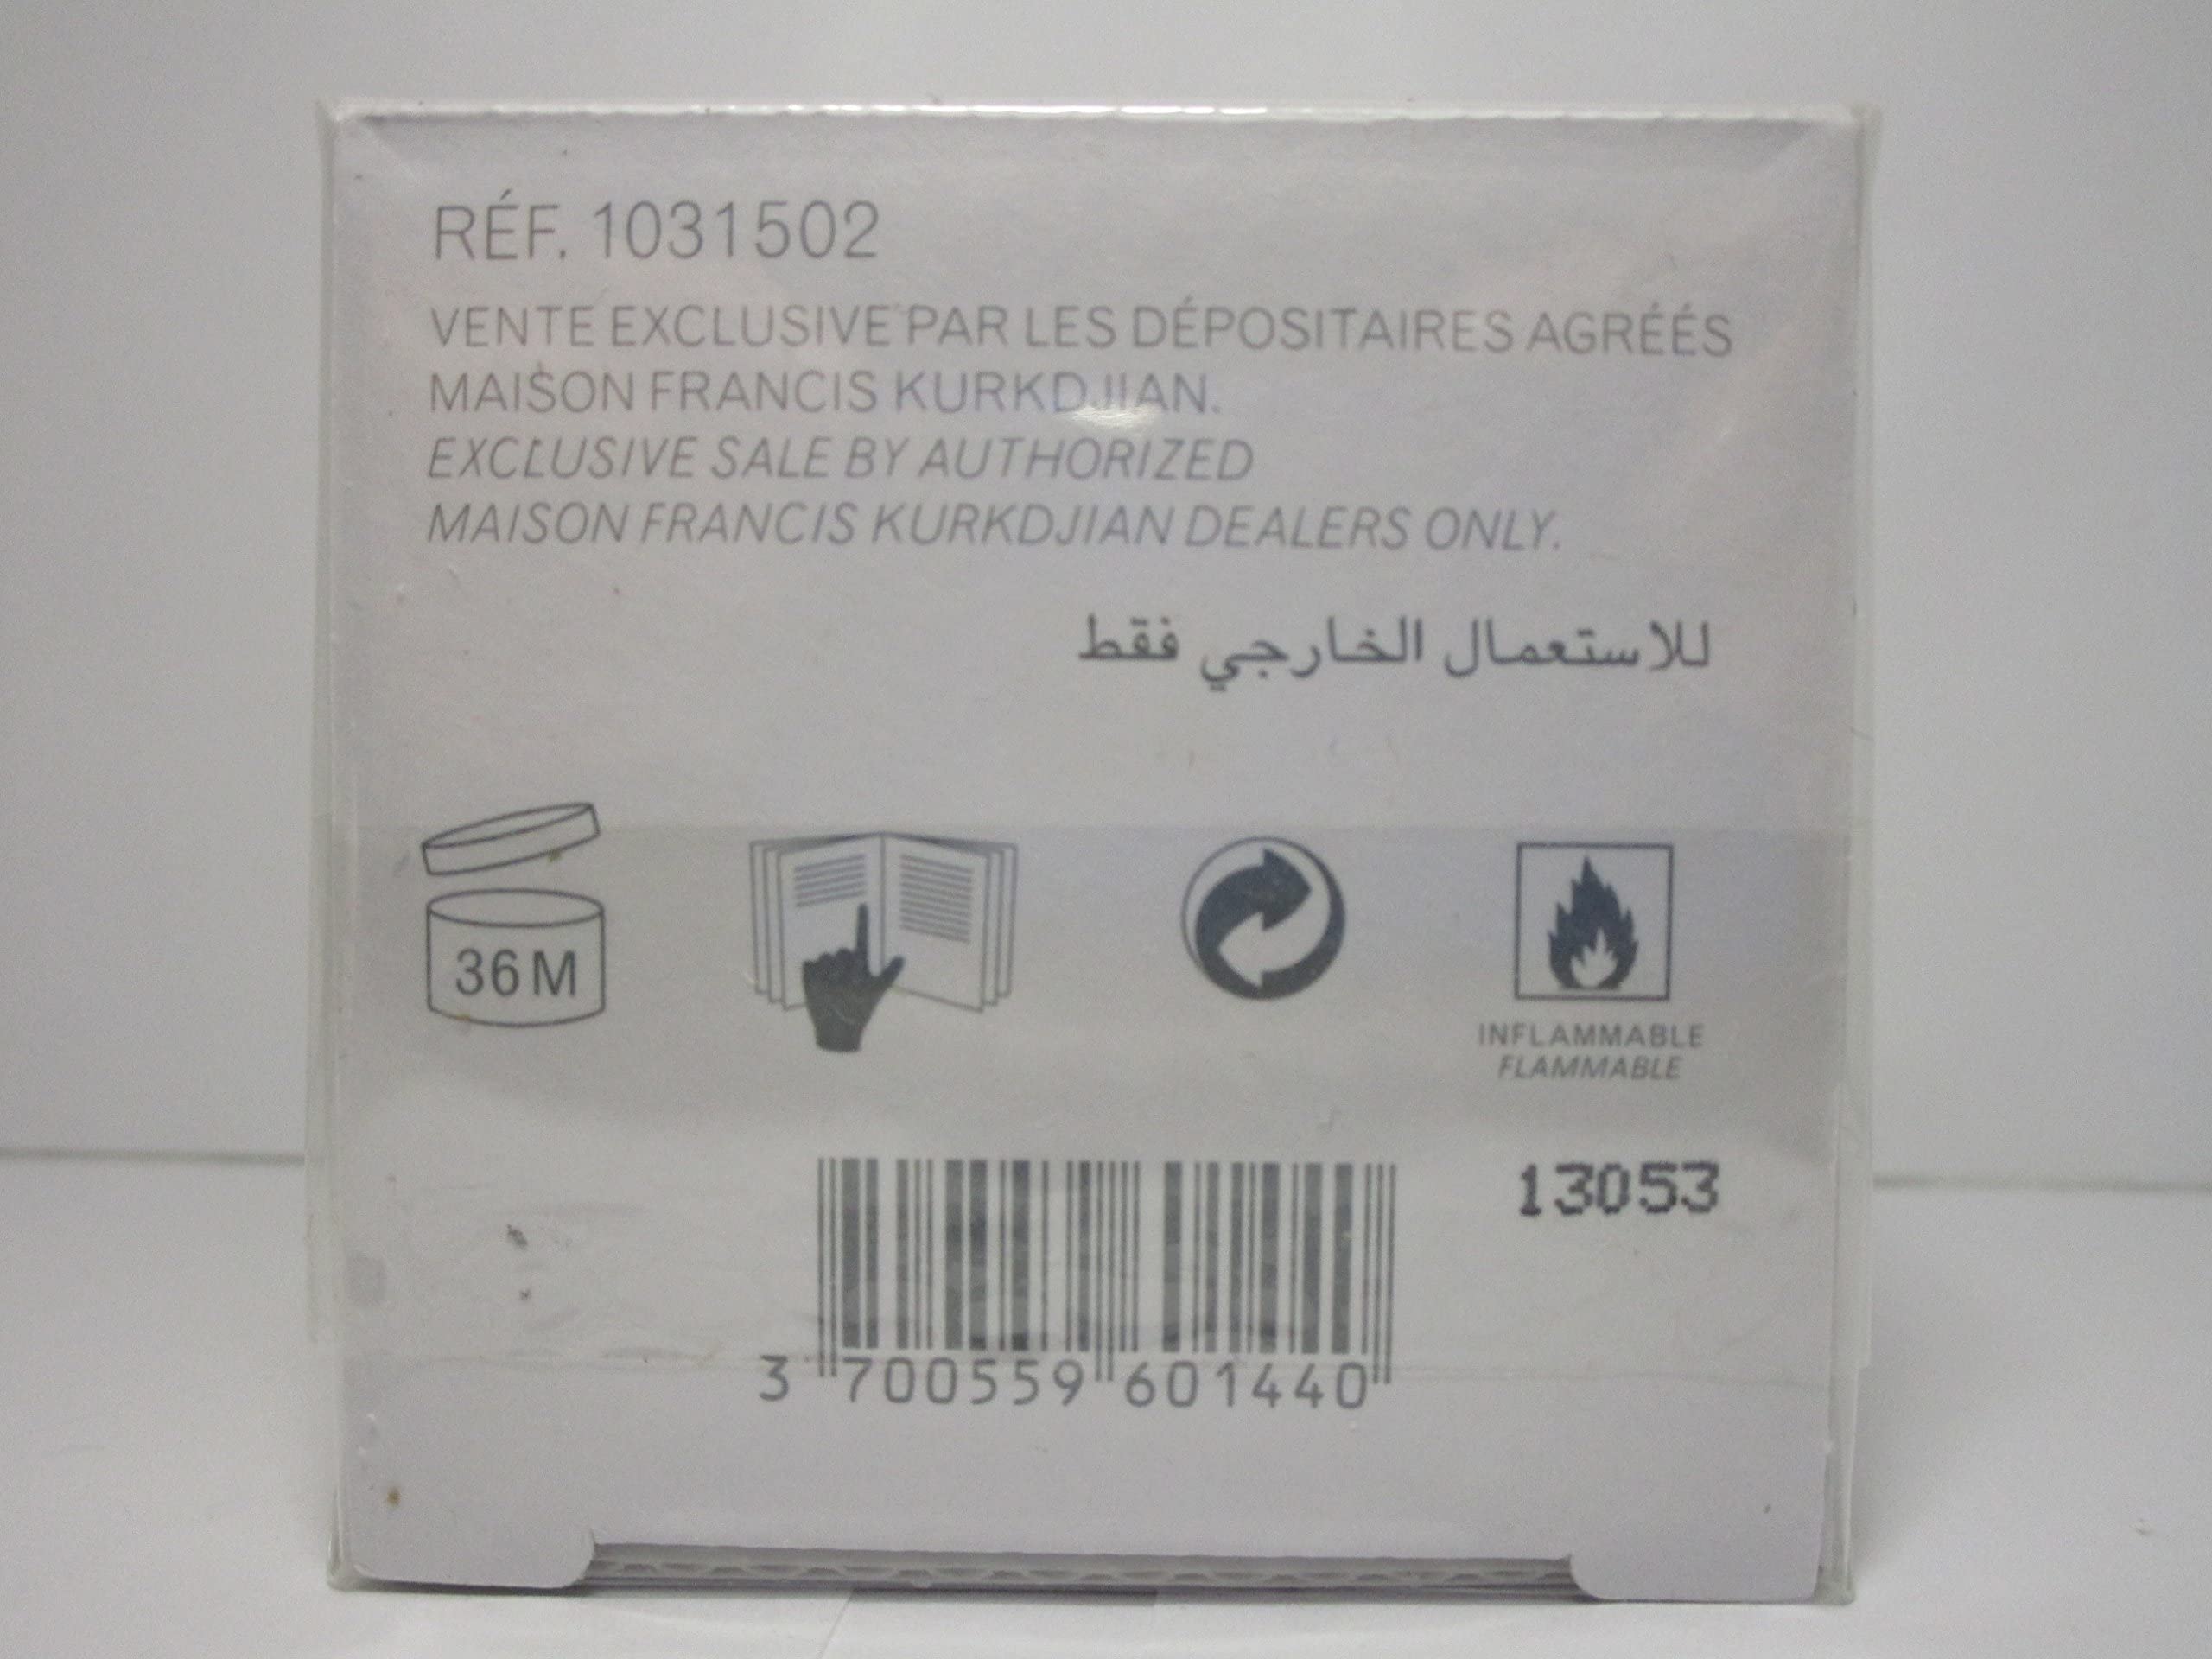 RÉF. 1031502
VENTE EXCLUSIVE PAR LES DÉPOSITAIRES AGRÉÉS
MAISON FRANCIS KURKDJIAN.
EXCLUSIVE SALE BY AUTHORIZED
MAISON FRANCIS KURKDJIAN DEALERS ONLY.
للاستعمال الخارجي فقط
36M
INFLAMMABLE
FLAMMABLE
13053
3 700559 601440